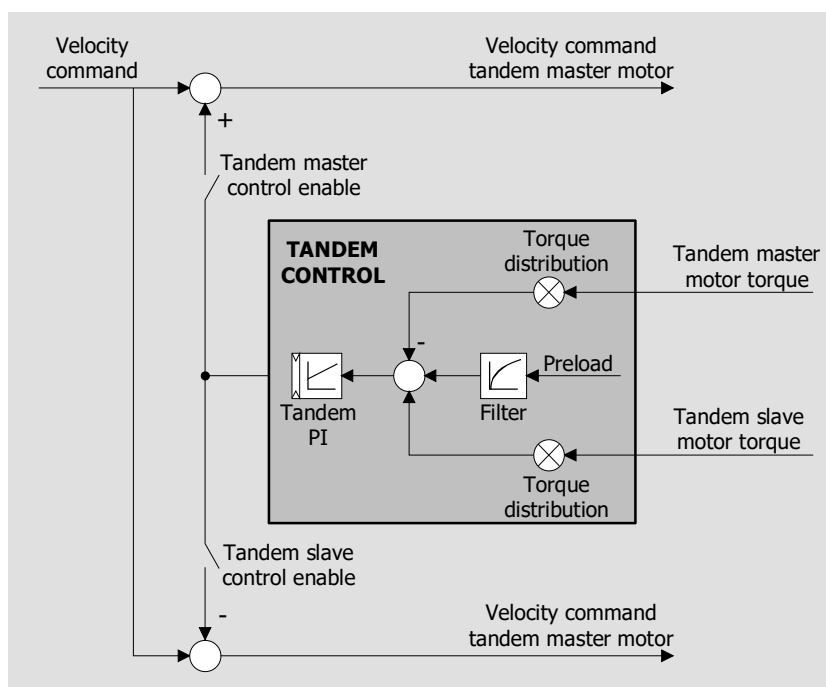 Velocity
command
Velocity command
tandem master motor
+
Tandem master
control enable
TANDEM
CONTROL
Torque
distribution
Tandem master
motor torque
-
Preload
Tandem
PI
Filter
Tandem slave
motor torque
Torque
distribution
Tandem slave
control enable
-
Velocity command
tandem master motor